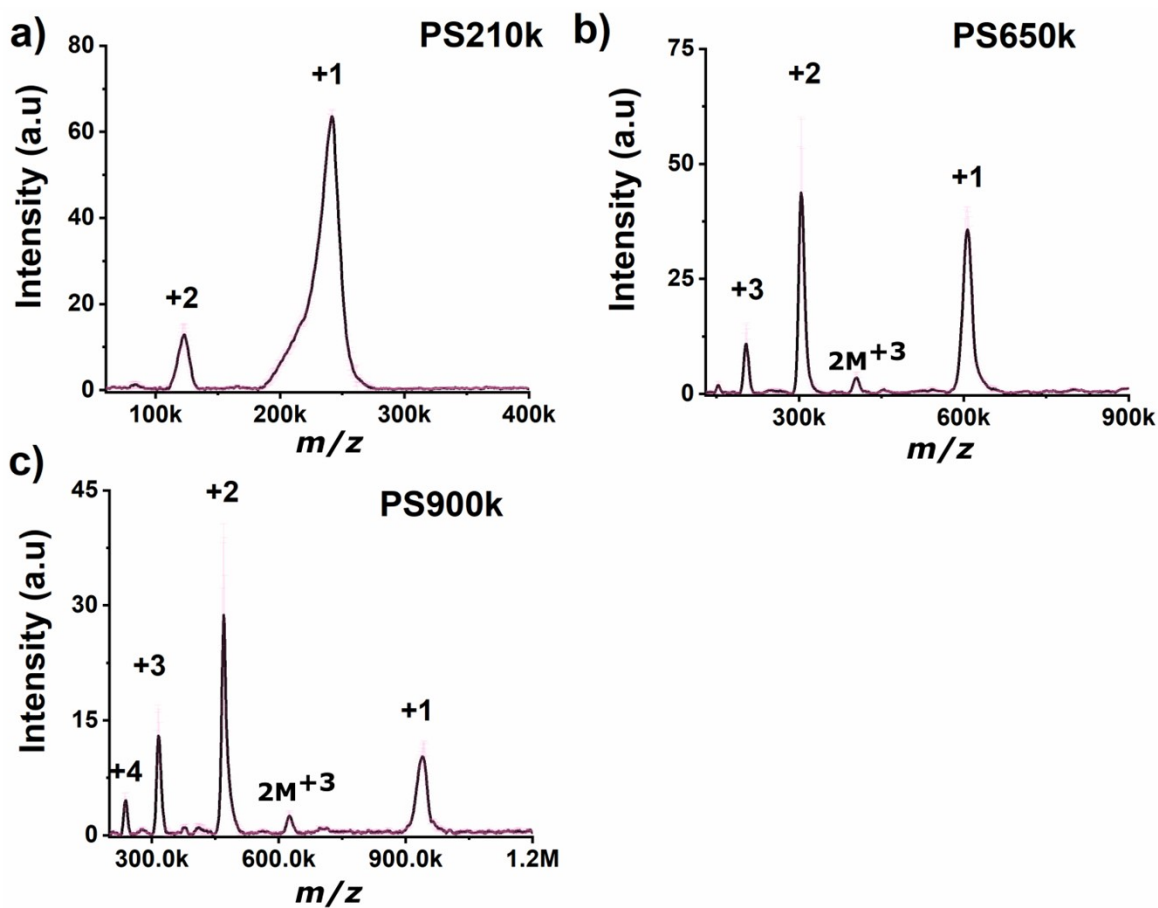 a)
PS210k
80
60
40
20
0
Intensity (a.u)
+2
+1
100k 200k 300k 400k
m/z
b)
PS650k
75
50
25
0
Intensity (a.u)
+3
+2
2M+3
+1
300k 600k 900k
m/z
c)
PS900k
45
30
15
0
Intensity (a.u)
+4
+3
+2
2M+3
+1
300.0k 600.0k 900.0k 1.2M
m/z